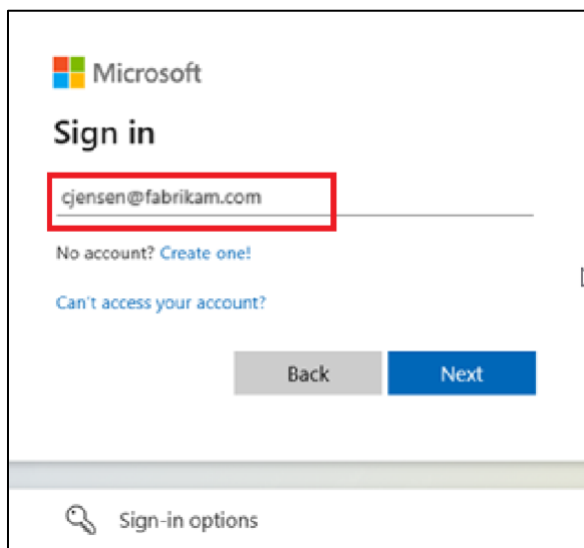 Microsoft
Sign in
cjensen@fabrikam.com
No account? Create one!
Can't access your account?
Back Next
Sign-in options